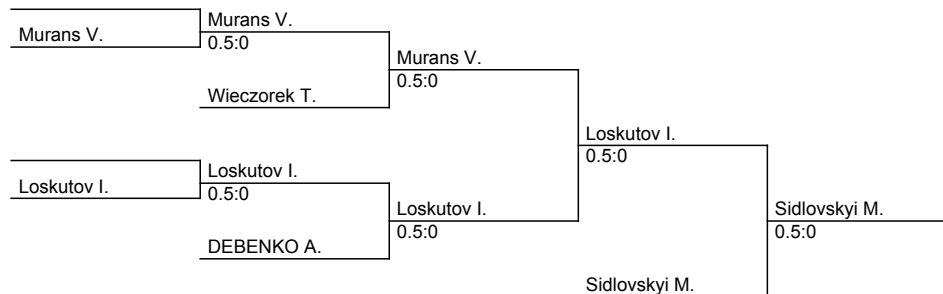 Murans V.
Murans V.
0.5:0
Murans V.
0.5:0
Wieczorek T.
Loskutov I.
0.5:0
Loskutov I.
Loskutov I.
0.5:0
Loskutov I.
0.5:0
Sidlovskyi M.
0.5:0
DEBENKO A.
Sidlovskyi M.